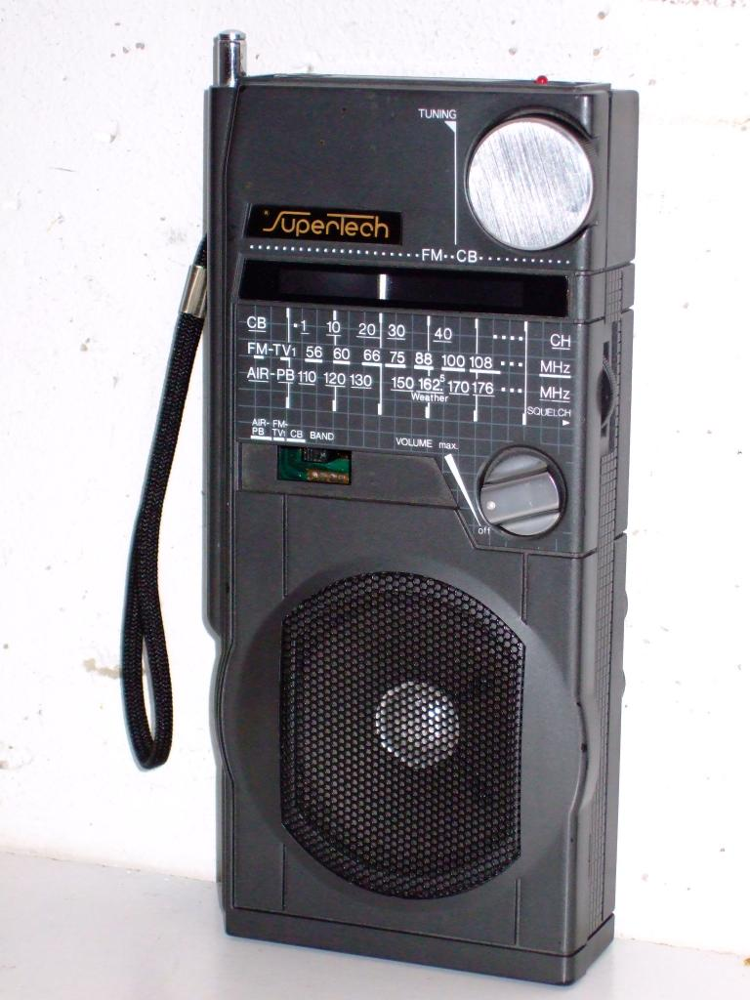 TUNING
® SuperTech
FM CB
CB 1 10 20 30 40 CH
FM-TV1 56 60 66 75 88 100 108 MHz
AIR-PB 110 120 130 150 162.5 170 176 MHz
Weather
SQUELCH
AIR-PB FM-TV1 CB BAND
VOLUME max.
off